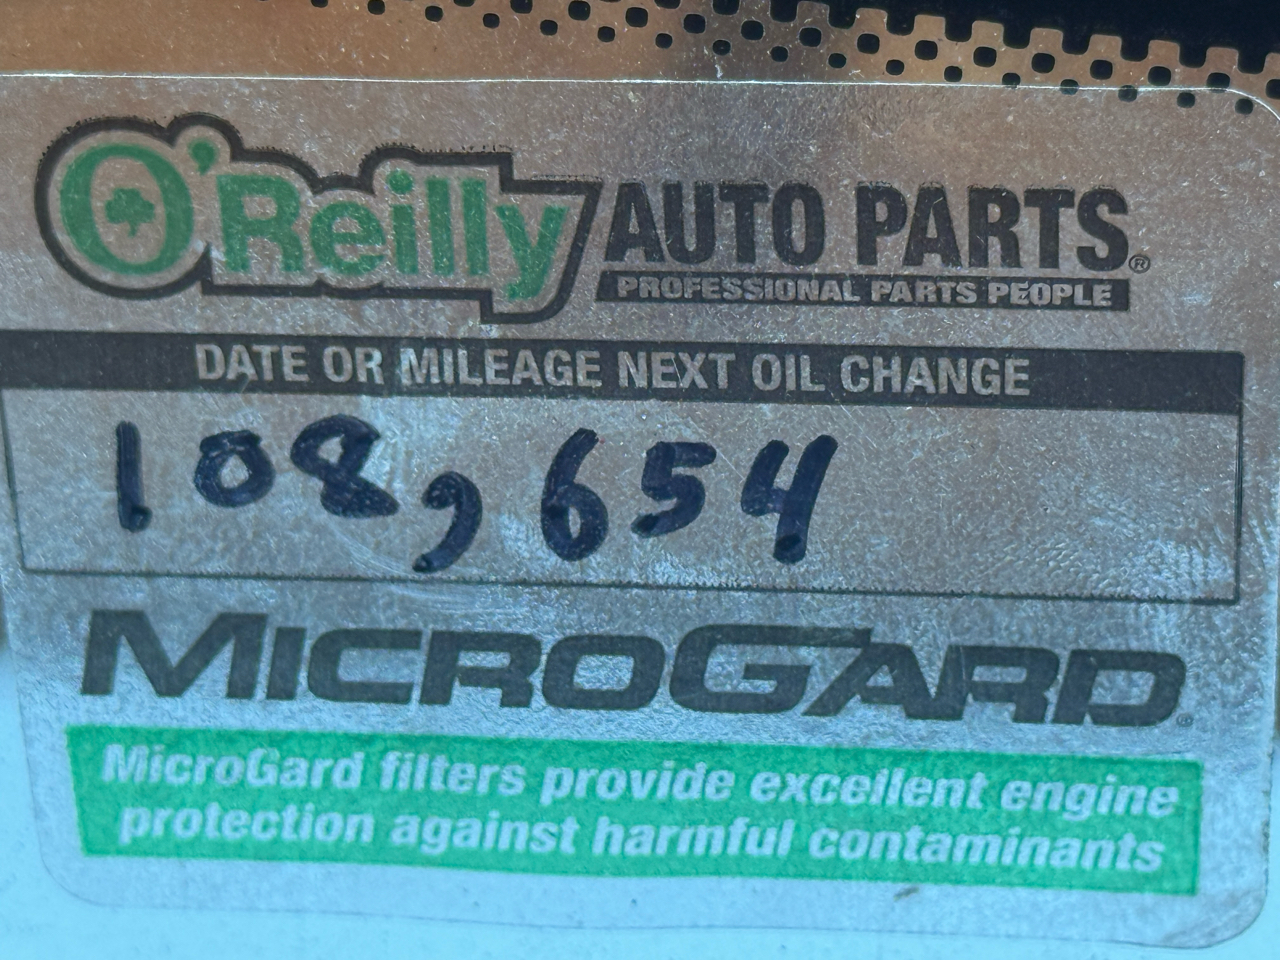 O'Reilly AUTO PARTS®
PROFESSIONAL PARTS PEOPLE
DATE OR MILEAGE NEXT OIL CHANGE
108,654
MICROGARD®
MicroGard filters provide excellent engine
protection against harmful contaminants